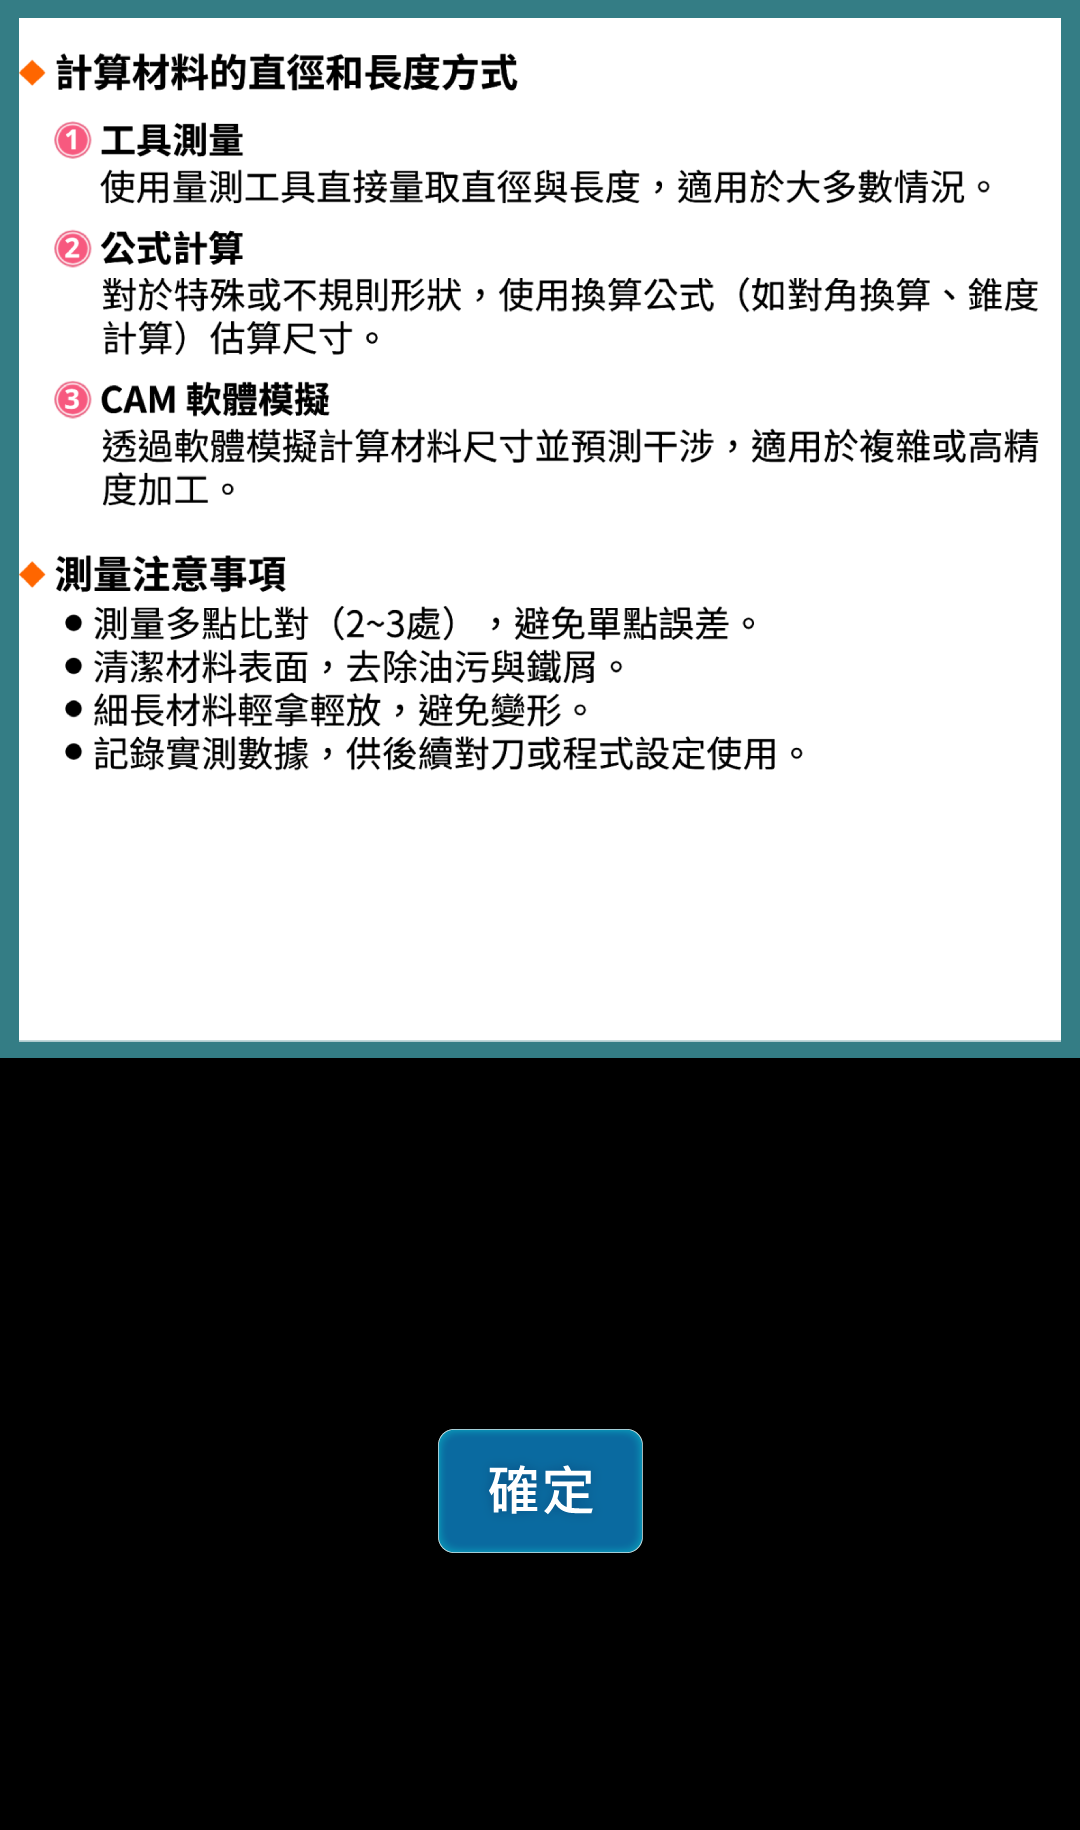 ◆ 計算材料的直徑和長度方式
1 工具測量
使用量測工具直接量取直徑與長度，適用於大多數情況。
2 公式計算
對於特殊或不規則形狀，使用換算公式（如對角換算、錐度
計算）估算尺寸。
3 CAM 軟體模擬
透過軟體模擬計算材料尺寸並預測干涉，適用於複雜或高精
度加工。
◆ 測量注意事項
● 測量多點比對（2~3處），避免單點誤差。
● 清潔材料表面，去除油污與鐵屑。
● 細長材料輕拿輕放，避免變形。
● 記錄實測數據，供後續對刀或程式設定使用。
確定